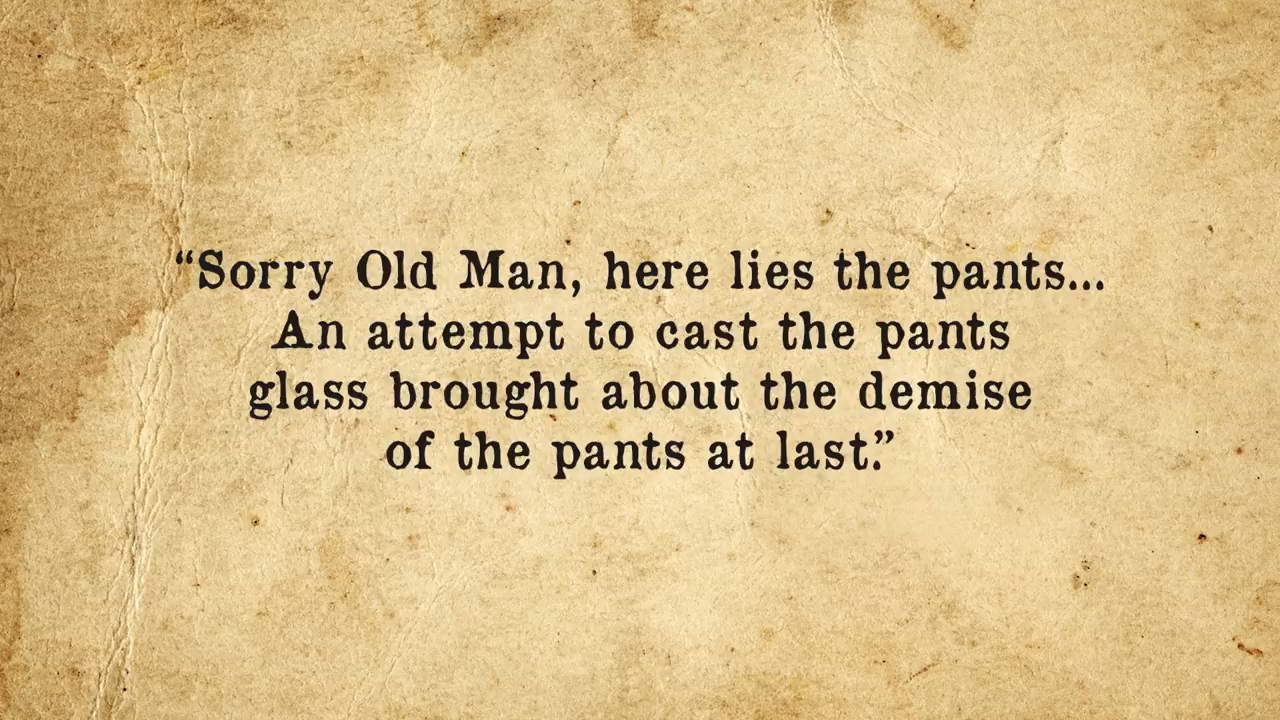 “Sorry Old Man, here lies the pants...
An attempt to cast the pants
glass brought about the demise
of the pants at last.”